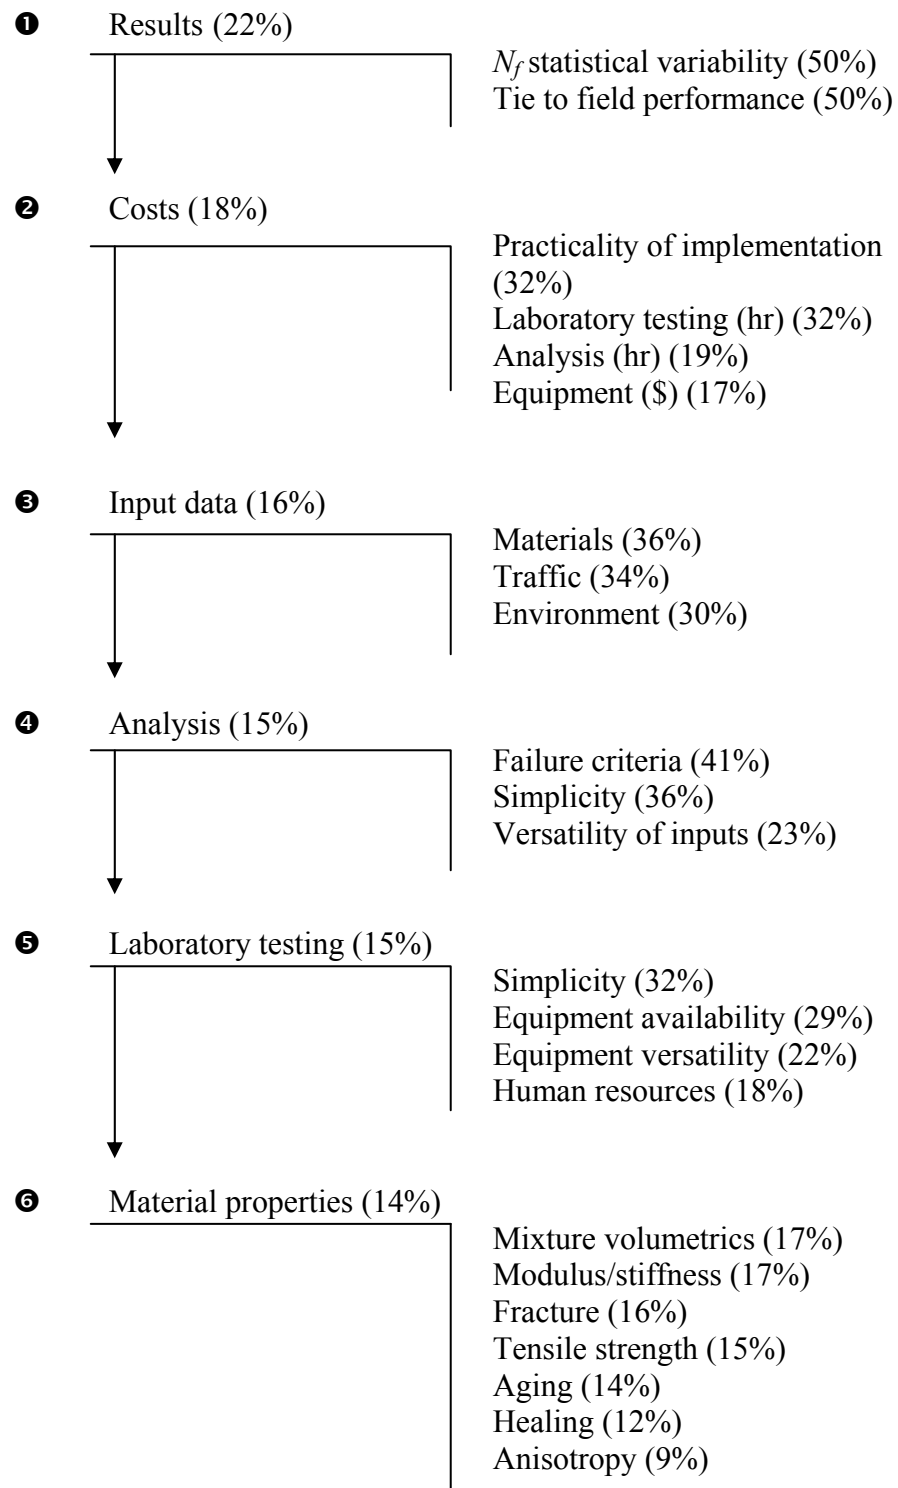 ❶ Results (22%)
N_f statistical variability (50%)
Tie to field performance (50%)
❷ Costs (18%)
Practicality of implementation
(32%)
Laboratory testing (hr) (32%)
Analysis (hr) (19%)
Equipment ($) (17%)
❸ Input data (16%)
Materials (36%)
Traffic (34%)
Environment (30%)
❹ Analysis (15%)
Failure criteria (41%)
Simplicity (36%)
Versatility of inputs (23%)
❺ Laboratory testing (15%)
Simplicity (32%)
Equipment availability (29%)
Equipment versatility (22%)
Human resources (18%)
❻ Material properties (14%)
Mixture volumetrics (17%)
Modulus/stiffness (17%)
Fracture (16%)
Tensile strength (15%)
Aging (14%)
Healing (12%)
Anisotropy (9%)